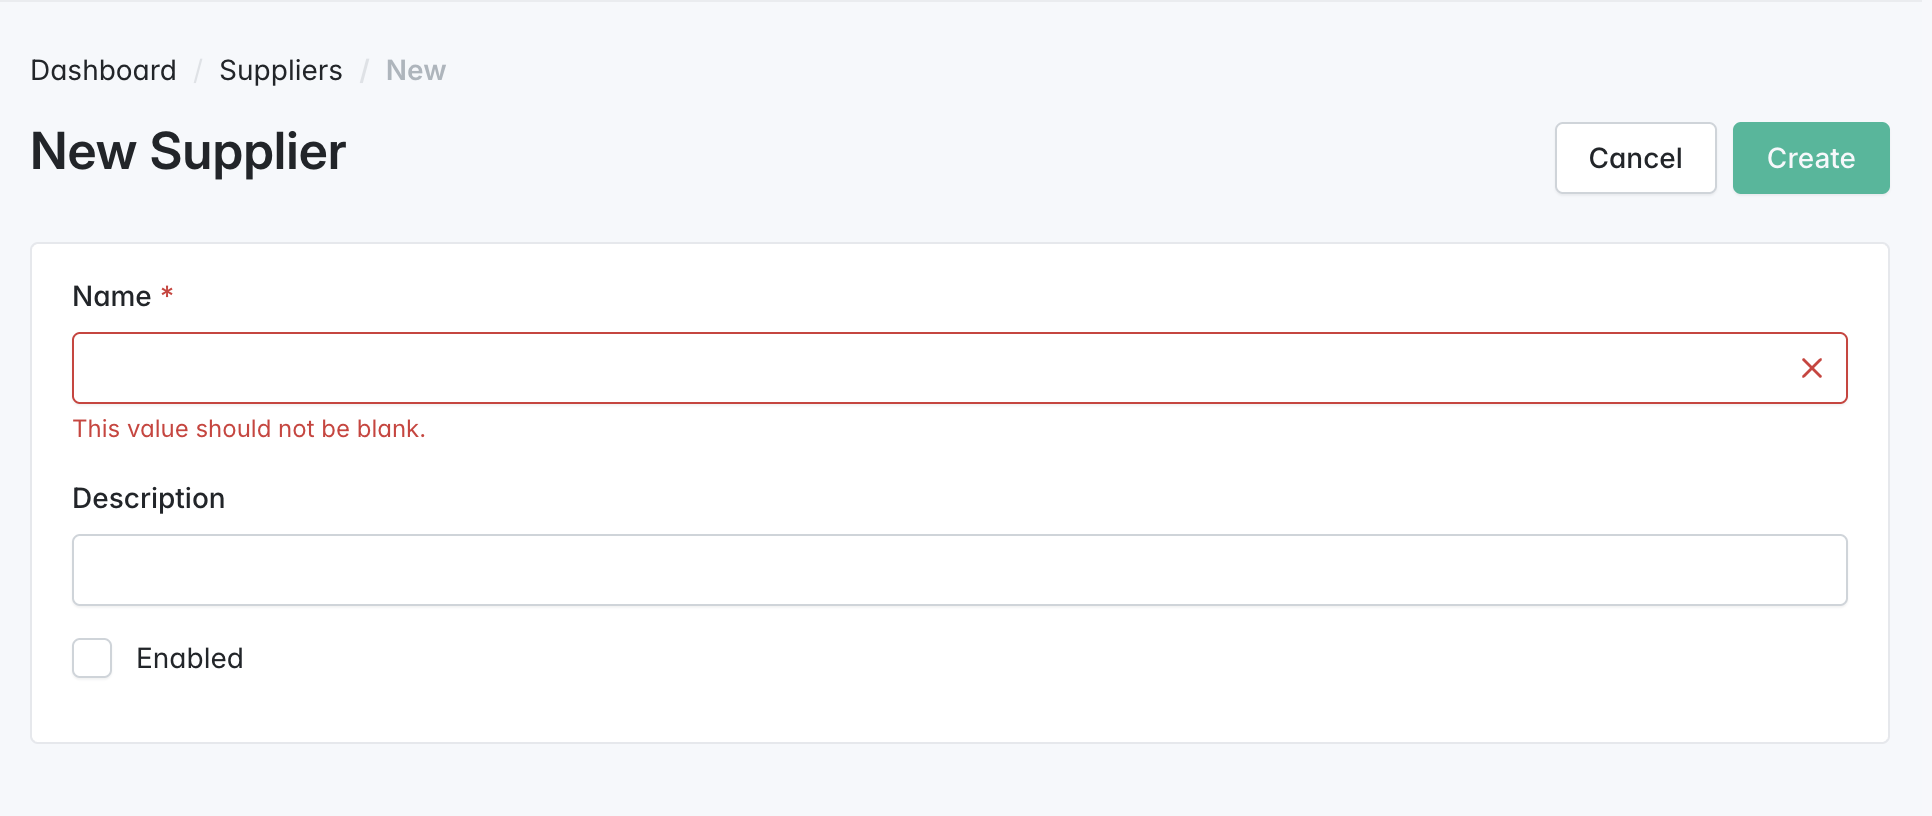 Dashboard / Suppliers / New
New Supplier
Cancel
Create
Name *
This value should not be blank.
Description
Enabled